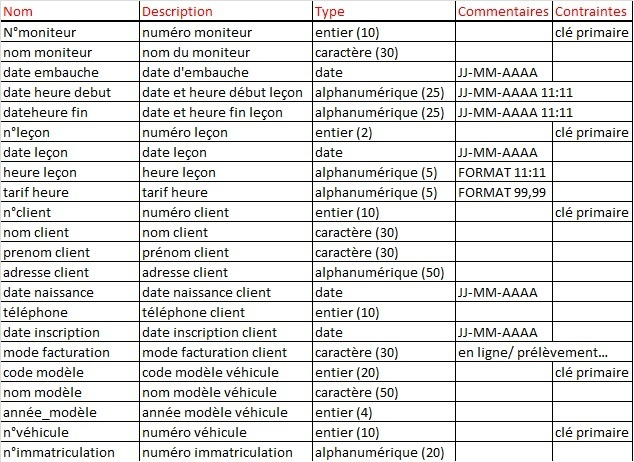 Nom Description Type Commentaires Contraintes
N°moniteur numéro moniteur entier (10) clé primaire
nom moniteur nom du moniteur caractère (30)
date embauche date d'embauche date JJ-MM-AAAA
date heure debut date et heure début leçon alphanumérique (25) JJ-MM-AAAA 11:11
dateheure fin date et heure fin leçon alphanumérique (25) JJ-MM-AAAA 11:11
n°leçon numéro leçon entier (2) clé primaire
date leçon date leçon date JJ-MM-AAAA
heure leçon heure leçon alphanumérique (5) FORMAT 11:11
tarif heure tarif heure alphanumérique (5) FORMAT 99,99
n°client numéro client entier (10) clé primaire
nom client nom client caractère (30)
prenom client prénom client caractère (30)
adresse client adresse client alphanumérique (50)
date naissance date naissance client date JJ-MM-AAAA
téléphone téléphone client entier (10)
date inscription date inscription client date JJ-MM-AAAA
mode facturation mode facturation client caractère (30) en ligne/ prélèvement...
code modèle code modèle véhicule entier (20) clé primaire
nom modèle nom modèle véhicule caractère (50)
année_modèle année modèle véhicule entier (4)
n°véhicule numéro véhicule entier (10) clé primaire
n°immatriculation numéro immatriculation alphanumérique (20)